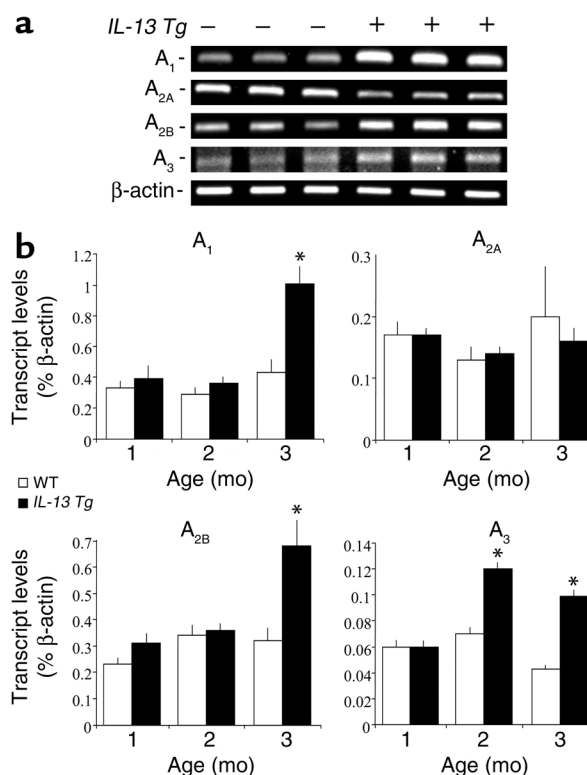 a
IL-13 Tg – – – + + +
A1 -
A2A -
A2B -
A3 -
β-actin -
b
A1
Transcript levels
(% β-actin)
1.2
1
0.8
0.6
0.4
0.2
0
*
1 2 3
Age (mo)
A2A
0.3
0.2
0.1
0
1 2 3
Age (mo)
WT
IL-13 Tg
A2B
Transcript levels
(% β-actin)
0.8
0.7
0.6
0.5
0.4
0.3
0.2
0.1
0
*
1 2 3
Age (mo)
A3
0.14
0.12
0.1
0.08
0.06
0.04
0.02
0
* *
1 2 3
Age (mo)